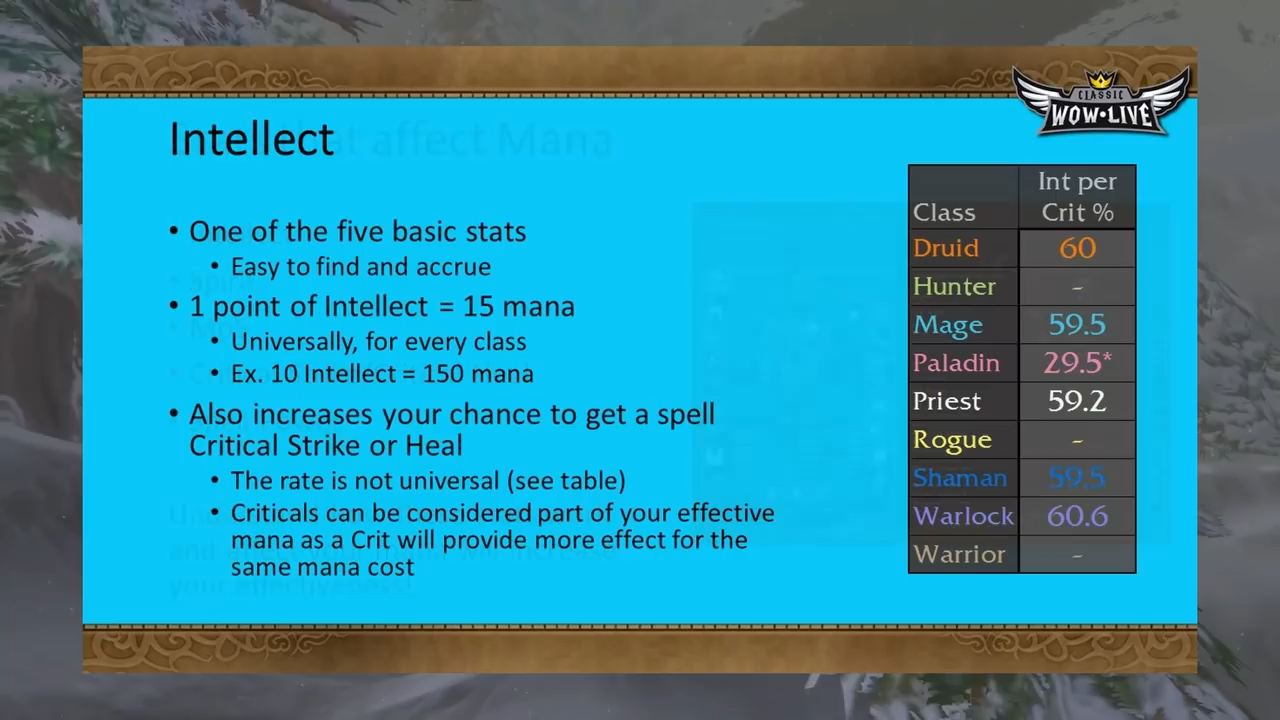 CLASSIC
WOW•LIVE
Intellect
• One of the five basic stats
• Easy to find and accrue
• 1 point of Intellect = 15 mana
• Universally, for every class
• Ex. 10 Intellect = 150 mana
• Also increases your chance to get a spell
Critical Strike or Heal
• The rate is not universal (see table)
• Criticals can be considered part of your effective
mana as a Crit will provide more effect for the
same mana cost
Class Int per Crit %
Druid 60
Hunter -
Mage 59.5
Paladin 29.5*
Priest 59.2
Rogue -
Shaman 59.5
Warlock 60.6
Warrior -